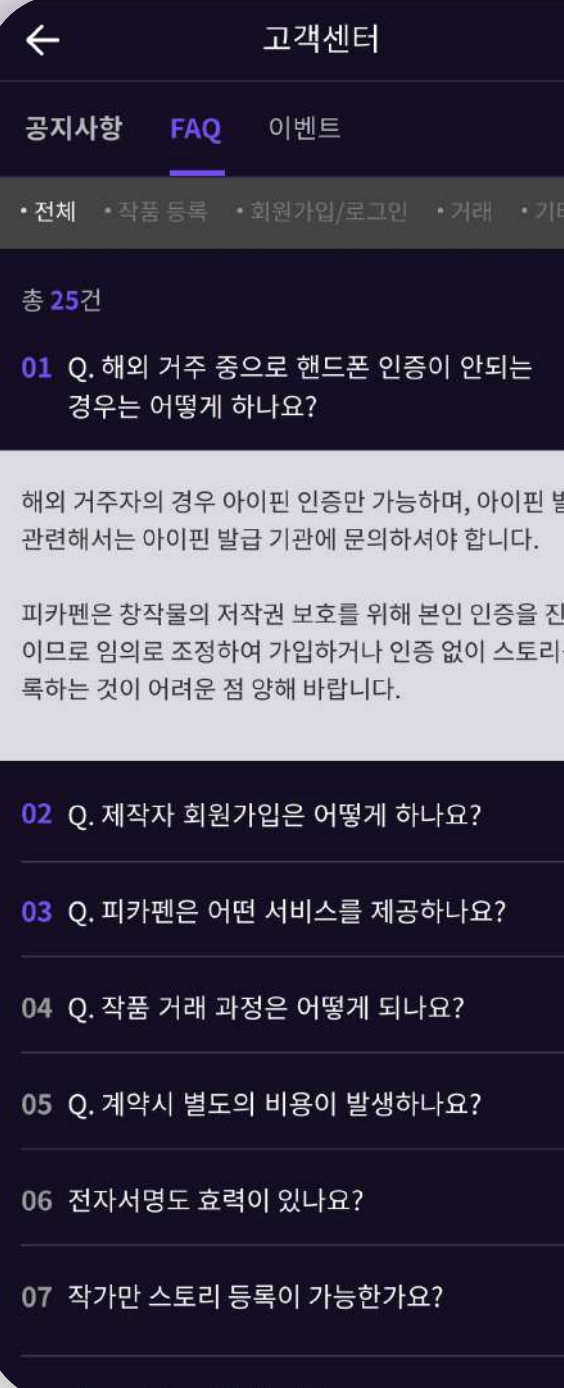 고객센터
공지사항 FAQ 이벤트
• 전체 • 작품 등록 • 회원가입/로그인 • 거래
총 25건
01 Q. 해외 거주 중으로 핸드폰 인증이 안되는
경우는 어떻게 하나요?
해외 거주자의 경우 아이핀 인증만 가능하며, 아이핀
관련해서는 아이핀 발급 기관에 문의하셔야 합니다.
피카펜은 창작물의 저작권 보호를 위해 본인 인증을 진
이므로 임의로 조정하여 가입하거나 인증 없이 스토리
록하는 것이 어려운 점 양해 바랍니다.
02 Q. 제작자 회원가입은 어떻게 하나요?
03 Q. 피카펜은 어떤 서비스를 제공하나요?
04 Q. 작품 거래 과정은 어떻게 되나요?
05 Q. 계약시 별도의 비용이 발생하나요?
06 전자서명도 효력이 있나요?
07 작가만 스토리 등록이 가능한가요?